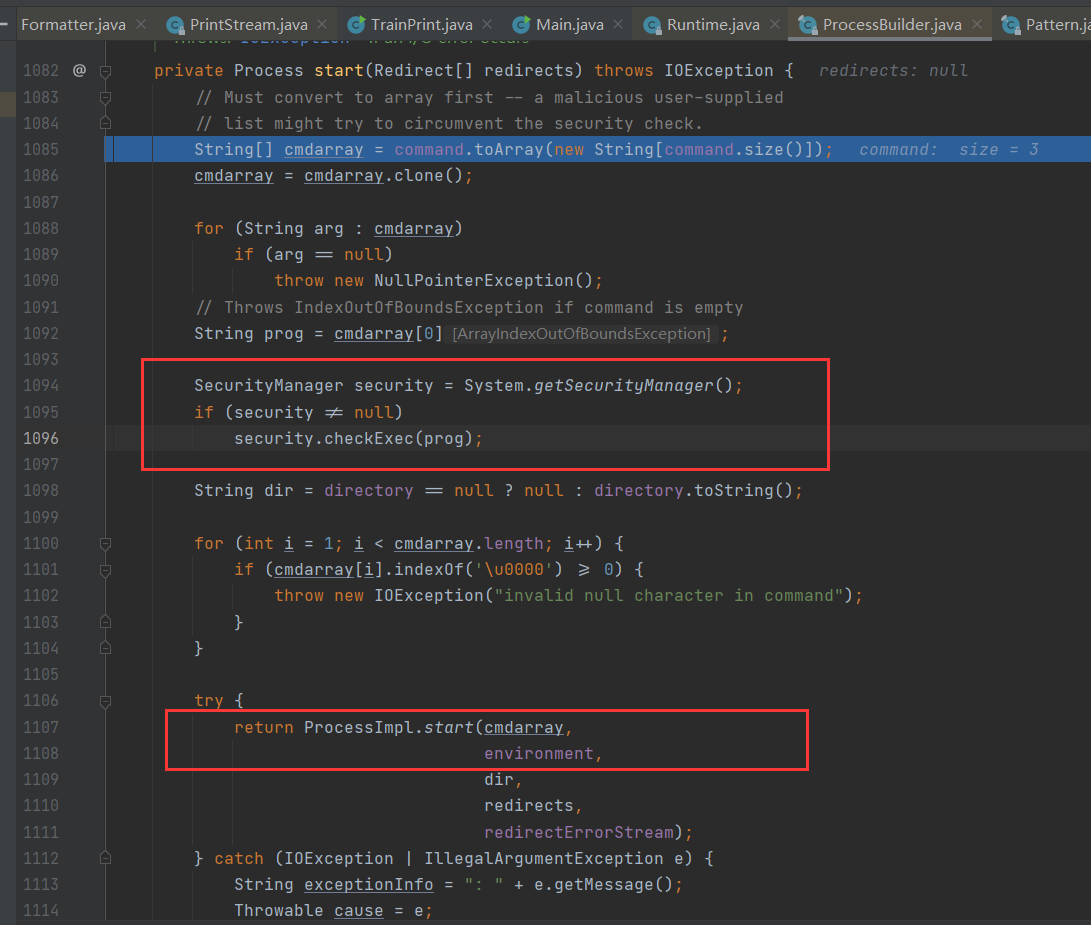 Formatter.java PrintStream.java TrainPrint.java Main.java Runtime.java ProcessBuilder.java Pattern.ja
1082 @ private Process start(Redirect[] redirects) throws IOException { redirects: null
1083 // Must convert to array first -- a malicious user-supplied
1084 // list might try to circumvent the security check.
1085 String[] cmdarray = command.toArray(new String[command.size()]); command: size = 3
1086 cmdarray = cmdarray.clone();
1087
1088 for (String arg : cmdarray)
1089 if (arg == null)
1090 throw new NullPointerException();
1091 // Throws IndexOutOfBoundsException if command is empty
1092 String prog = cmdarray[0] [ArrayIndexOutOfBoundsException] ;
1093
1094 SecurityManager security = System.getSecurityManager();
1095 if (security != null)
1096 security.checkExec(prog);
1097
1098 String dir = directory == null ? null : directory.toString();
1099
1100 for (int i = 1; i < cmdarray.length; i++) {
1101 if (cmdarray[i].indexOf('\u0000') >= 0) {
1102 throw new IOException("invalid null character in command");
1103 }
1104 }
1105
1106 try {
1107 return ProcessImpl.start(cmdarray,
1108 environment,
1109 dir,
1110 redirects,
1111 redirectErrorStream);
1112 } catch (IOException | IllegalArgumentException e) {
1113 String exceptionInfo = ": " + e.getMessage();
1114 Throwable cause = e;